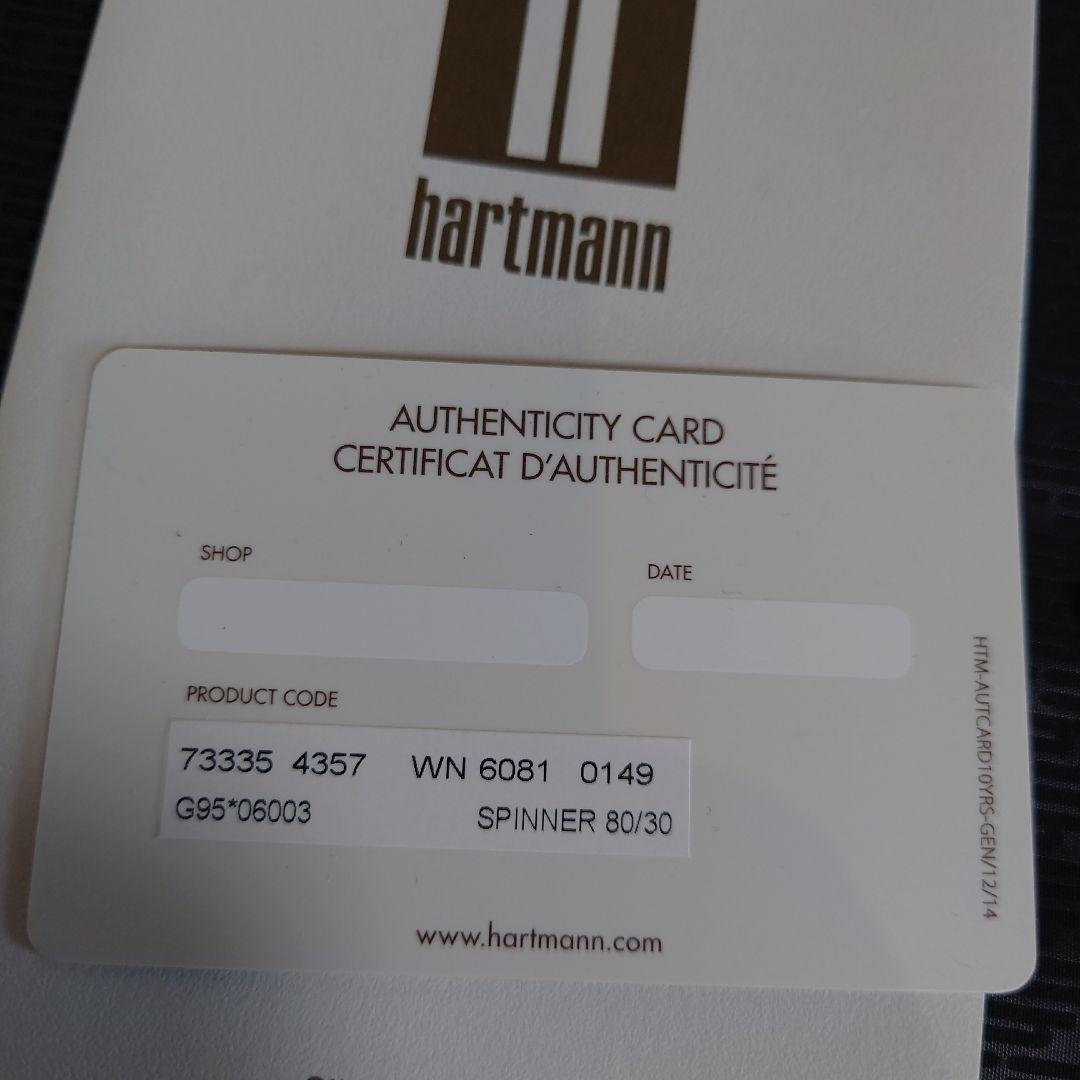 hartmann
AUTHENTICITY CARD
CERTIFICAT D'AUTHENTICITÉ
SHOP
DATE
PRODUCT CODE
73335 4357 WN 6081 0149
G95*06003 SPINNER 80/30
www.hartmann.com
HTM-AUTCARD10YRS-GEN/12/14